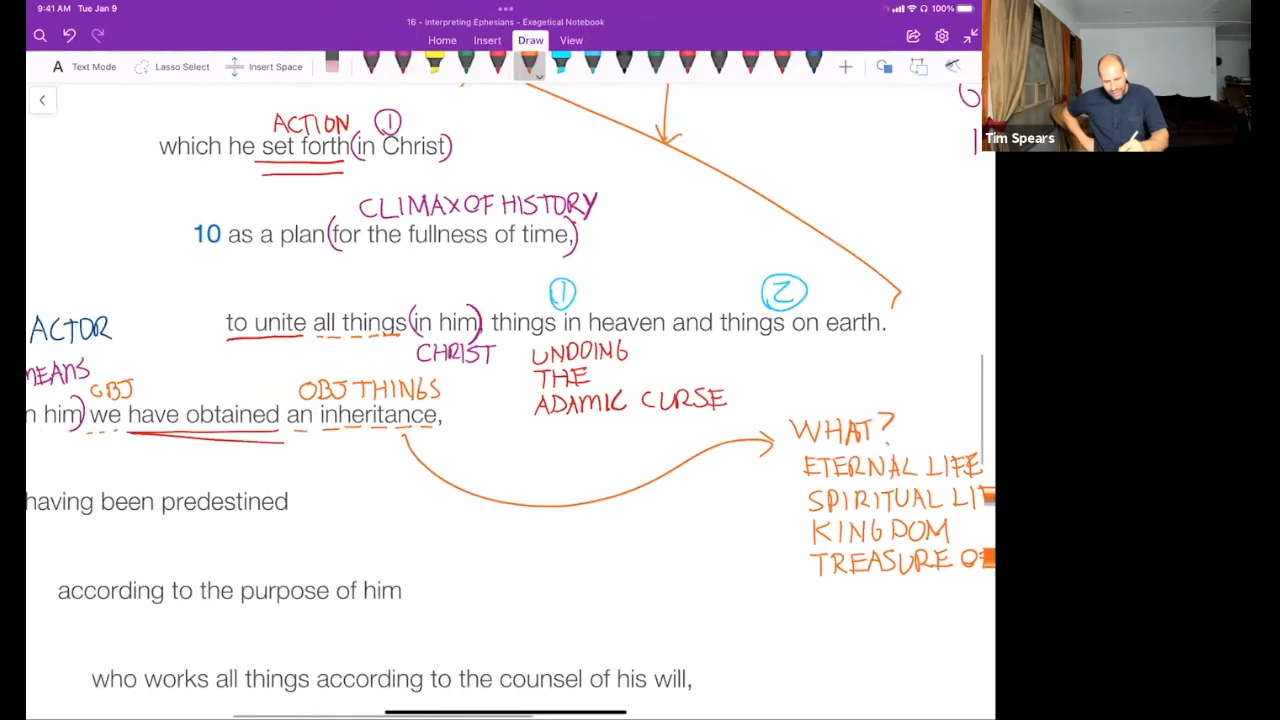 9:41 AM Tue Jan 9
100%
16 - Interpreting Ephesians - Exegetical Notebook
Home Insert Draw View
Text Mode Lasso Select Insert Space
Tim Spears
ACTION 1
which he set forth (in Christ)
CLIMAX OF HISTORY
10 as a plan (for the fullness of time,)
1 2
to unite all things (in him), things in heaven and things on earth.
ACTOR
CHRIST
UNDOING
THE
ADAMIC CURSE
OBJ OBJ THINGS
him) we have obtained an inheritance,
WHAT?
ETERNAL LIFE
SPIRITUAL
KINGDOM
TREASURE
having been predestined
according to the purpose of him
who works all things according to the counsel of his will,